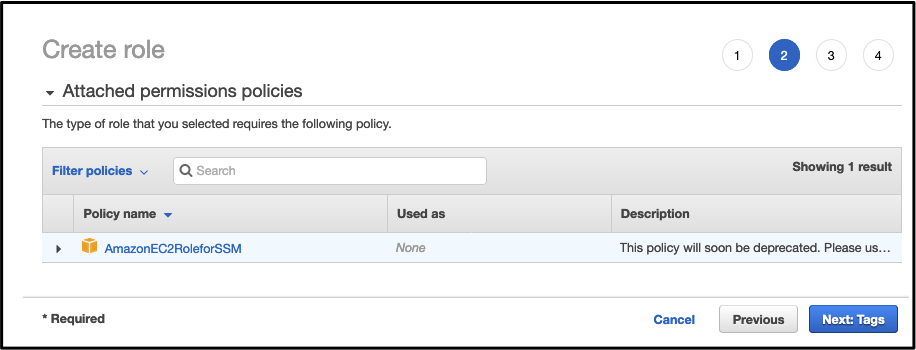 Create role
1 2 3 4
Attached permissions policies
The type of role that you selected requires the following policy.
Filter policies Search Showing 1 result
Policy name Used as Description
AmazonEC2RoleforSSM None This policy will soon be deprecated. Please us…
* Required Cancel Previous Next: Tags